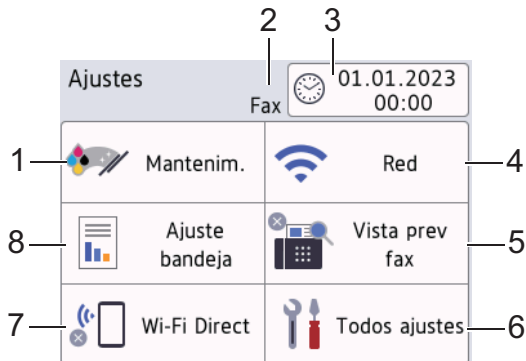 2 3
Ajustes
Fax
01.01.2023
00:00
1 Mantenim. Red 4
8 Ajuste
bandeja
Vista prev
fax 5
7 Wi-Fi Direct Todos ajustes 6